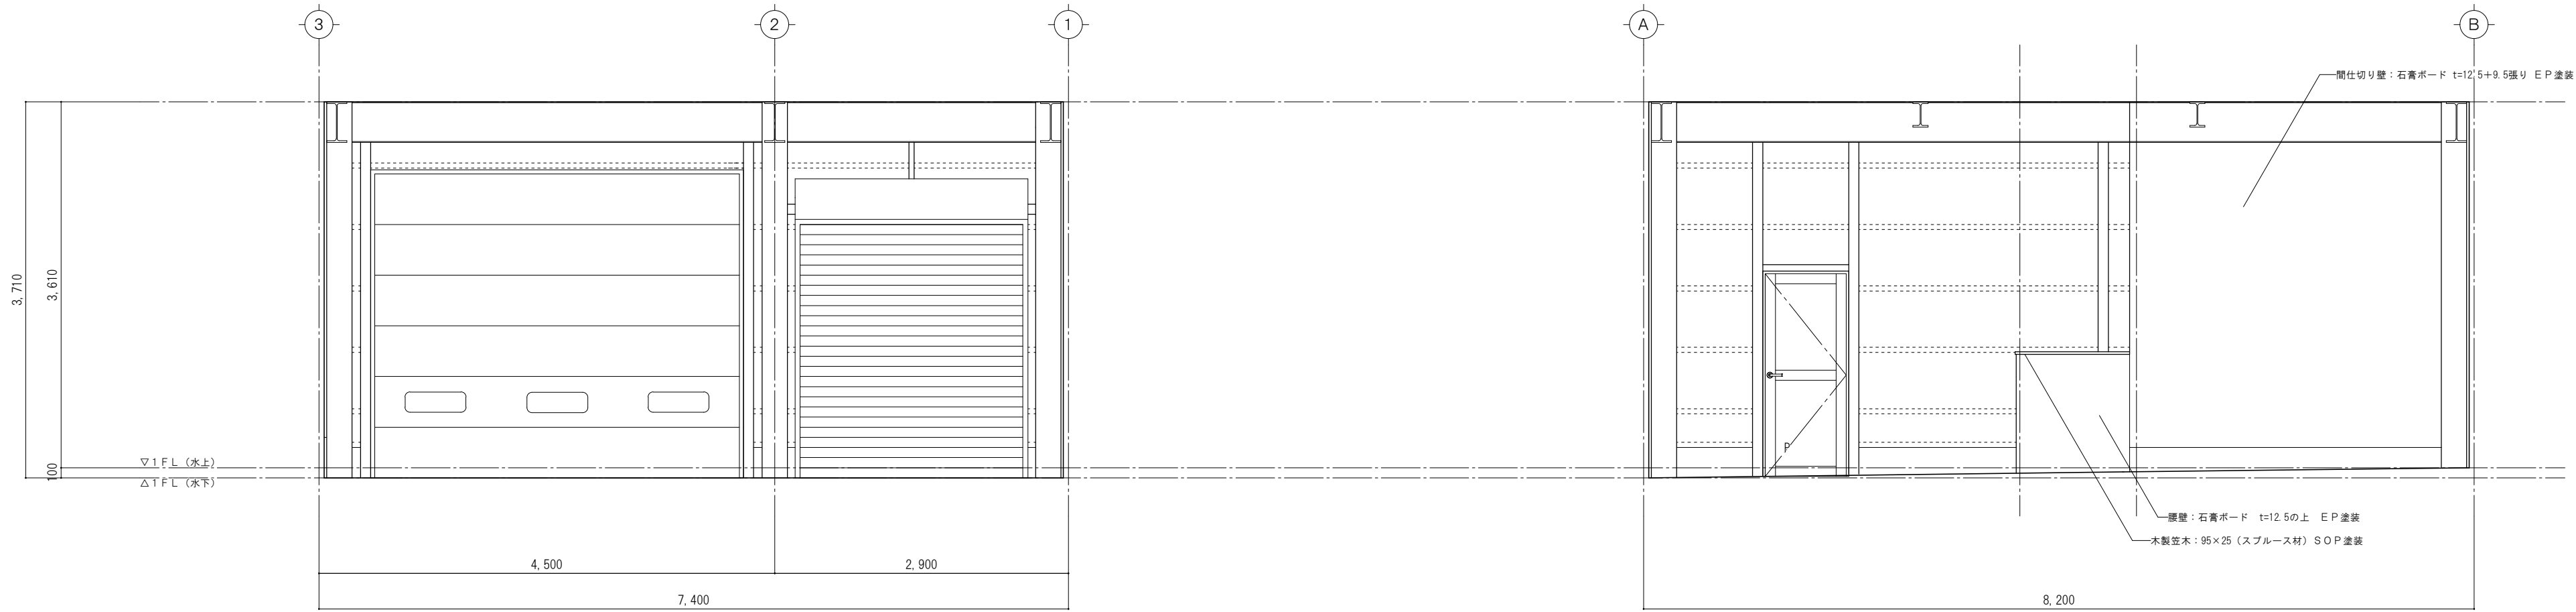 3
2
1
A
B
間仕切り壁：石膏ボード t=12.5+9.5張り ＥＰ塗装
3,710
3,610
100
▽１ＦＬ（水上）
△１ＦＬ（水下）
P
腰壁：石膏ボード　t=12.5の上　ＥＰ塗装
木製笠木：95×25（スプルース材）ＳＯＰ塗装
4,500
2,900
7,400
8,200